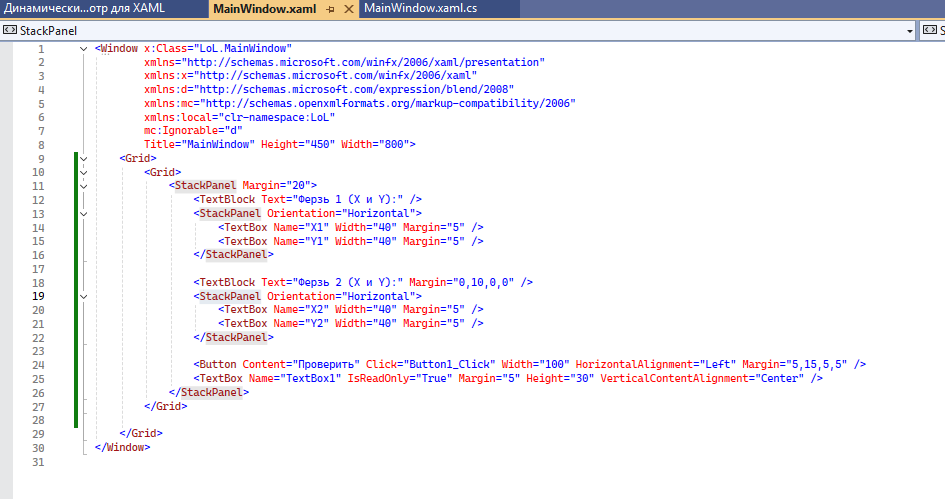 Динамически...отр для XAML MainWindow.xaml MainWindow.xaml.cs
StackPanel S
1 <Window x:Class="LoL.MainWindow"
2 xmlns="http://schemas.microsoft.com/winfx/2006/xaml/presentation"
3 xmlns:x="http://schemas.microsoft.com/winfx/2006/xaml"
4 xmlns:d="http://schemas.microsoft.com/expression/blend/2008"
5 xmlns:mc="http://schemas.openxmlformats.org/markup-compatibility/2006"
6 xmlns:local="clr-namespace:LoL"
7 mc:Ignorable="d"
8 Title="MainWindow" Height="450" Width="800">
9 <Grid>
10 <Grid>
11 <StackPanel Margin="20">
12 <TextBlock Text="Ферзь 1 (X и Y):" />
13 <StackPanel Orientation="Horizontal">
14 <TextBox Name="X1" Width="40" Margin="5" />
15 <TextBox Name="Y1" Width="40" Margin="5" />
16 </StackPanel>
17
18 <TextBlock Text="Ферзь 2 (X и Y):" Margin="0,10,0,0" />
19 <StackPanel Orientation="Horizontal">
20 <TextBox Name="X2" Width="40" Margin="5" />
21 <TextBox Name="Y2" Width="40" Margin="5" />
22 </StackPanel>
23
24 <Button Content="Проверить" Click="Button1_Click" Width="100" HorizontalAlignment="Left" Margin="5,15,5,5" />
25 <TextBox Name="TextBox1" IsReadOnly="True" Margin="5" Height="30" VerticalContentAlignment="Center" />
26 </StackPanel>
27 </Grid>
28
29 </Grid>
30 </Window>
31